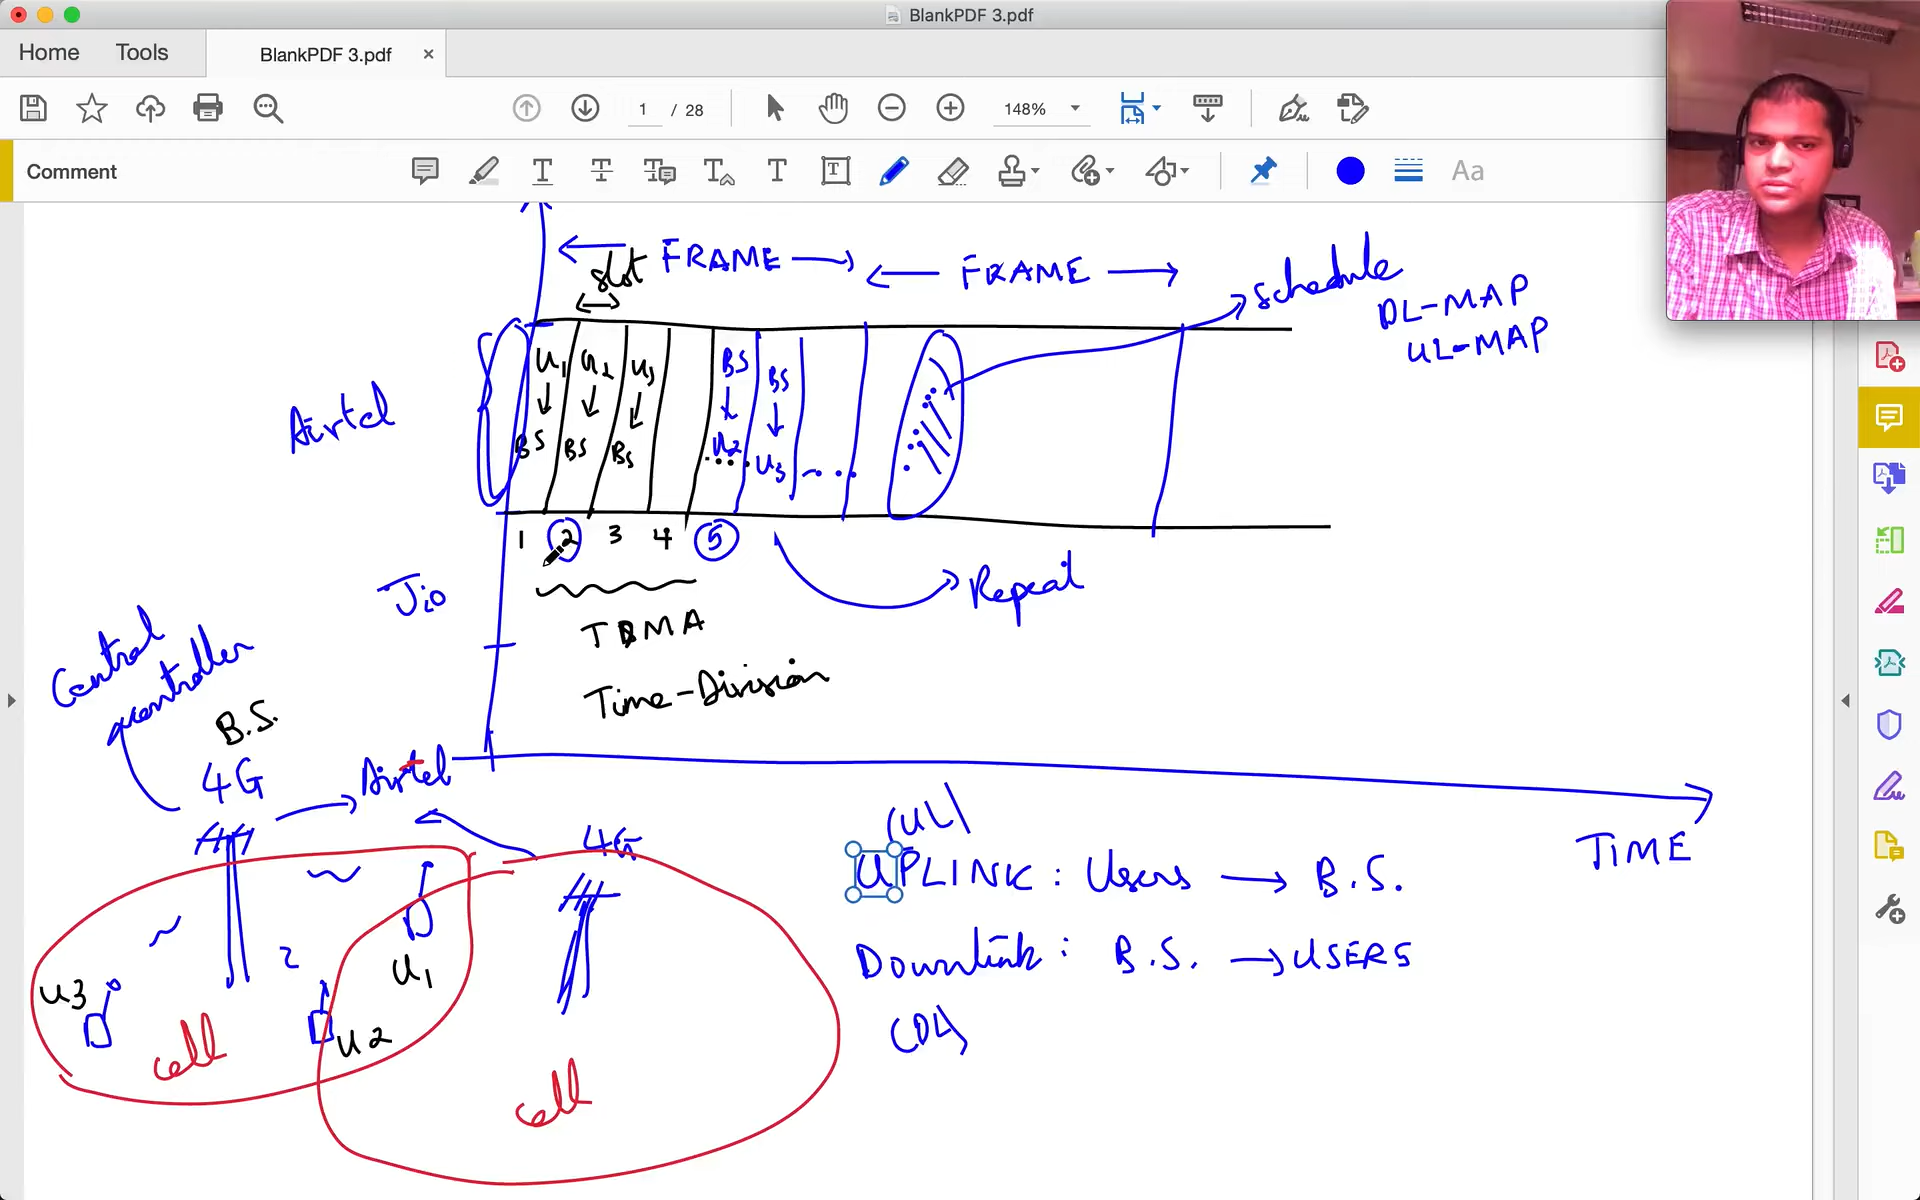 BlankPDF 3.pdf
Home Tools BlankPDF 3.pdf ×
1 / 28 148%
Comment T T T T T T Aa
FRAME FRAME
slot
schedule
DL-MAP
UL-MAP
Airtel
U1 U2 U3 BS BS
BS BS BS U2 U3
1 2 3 4 5
Repeat
Jio
TDMA
Time-Division
Central
controller
B.S.
4G
Airtel
TIME
4G
(UL)
UPLINK : Users → B.S.
Downlink : B.S. → USERS
(DL)
U1
U2
U3
cell
cell